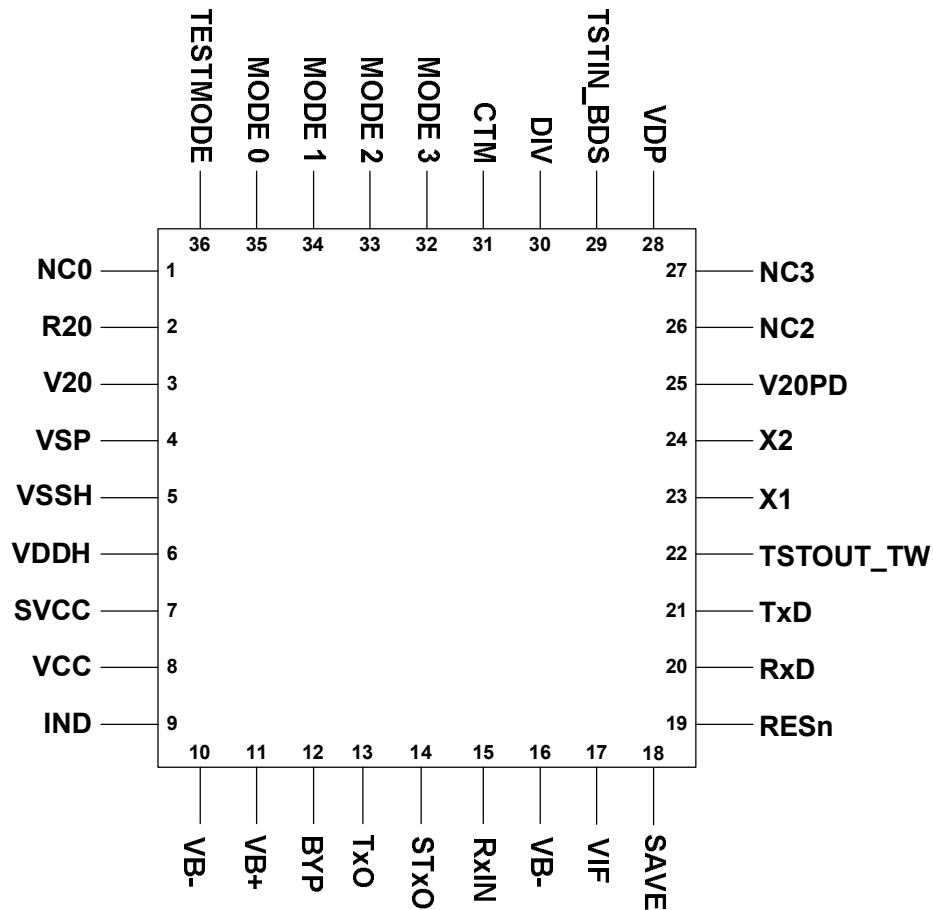 TESTMODE
MODE 0
MODE 1
MODE 2
MODE 3
CTM
DIV
TSTIN_BDS
VDP
36 35 34 33 32 31 30 29 28
NC0 1 27 NC3
R20 2 26 NC2
V20 3 25 V20PD
VSP 4 24 X2
VSSH 5 23 X1
VDDH 6 22 TSTOUT_TW
SVCC 7 21 TxD
VCC 8 20 RxD
IND 9 19 RESn
10 11 12 13 14 15 16 17 18
VB-
VB+
BYP
TxO
STxO
RxIN
VB-
VIF
SAVE